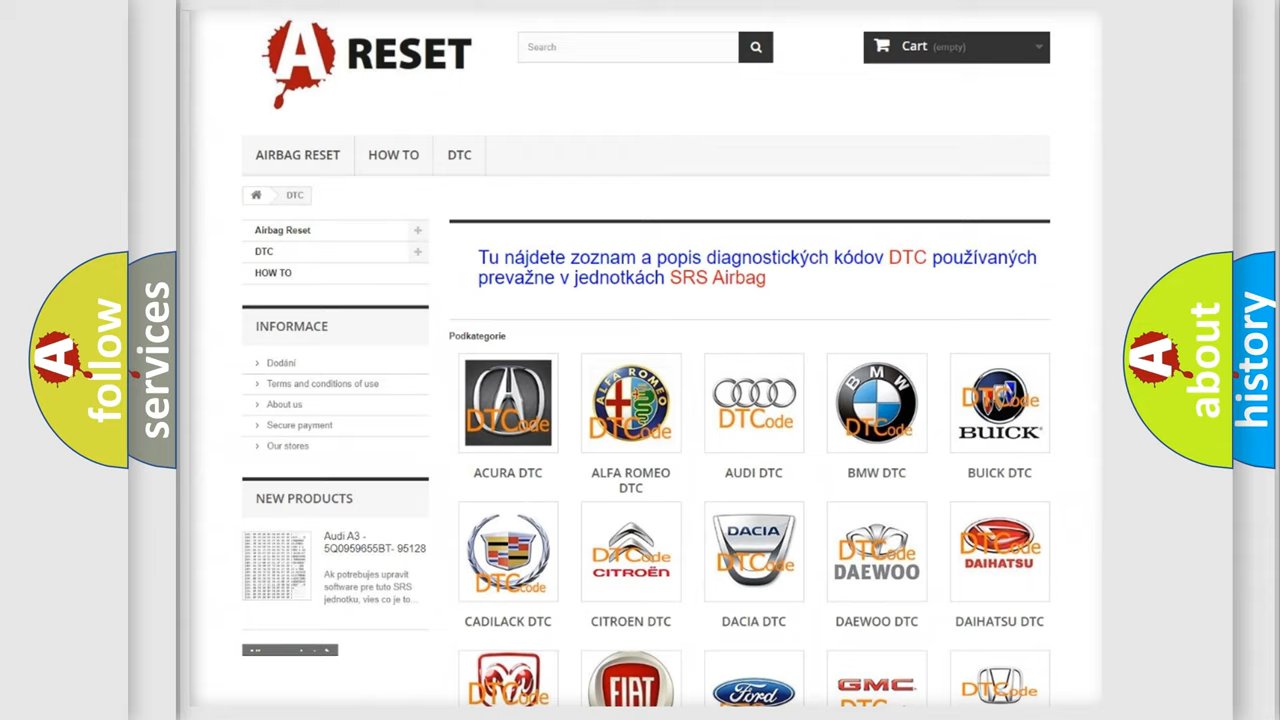 A RESET
Search
Cart (empty)
AIRBAG RESET
HOW TO
DTC
DTC
Airbag Reset
DTC
HOW TO
Tu nájdete zoznam a popis diagnostických kódov DTC používaných
prevažne v jednotkách SRS Airbag
INFORMACE
Dodání
Terms and conditions of use
About us
Secure payment
Our stores
NEW PRODUCTS
Audi A3 -
5Q0959655BT- 95128
Ak potrebujes upravit
software pre tuto SRS
jednotku, vies co je to...
Podkategorie
DTCode
ALFA ROMEO
DTCode
DTCode
BMW
DTCode
DTCode
BUICK
ACURA DTC
ALFA ROMEO
DTC
AUDI DTC
BMW DTC
BUICK DTC
DTCode
DTCode
CITROËN
DACIA
DTCode
DTCode
DAEWOO
DTCode
DAIHATSU
CADILACK DTC
CITROEN DTC
DACIA DTC
DAEWOO DTC
DAIHATSU DTC
DTCode
FIAT
Ford
GMC
DTCode
A follow
services
A about
history